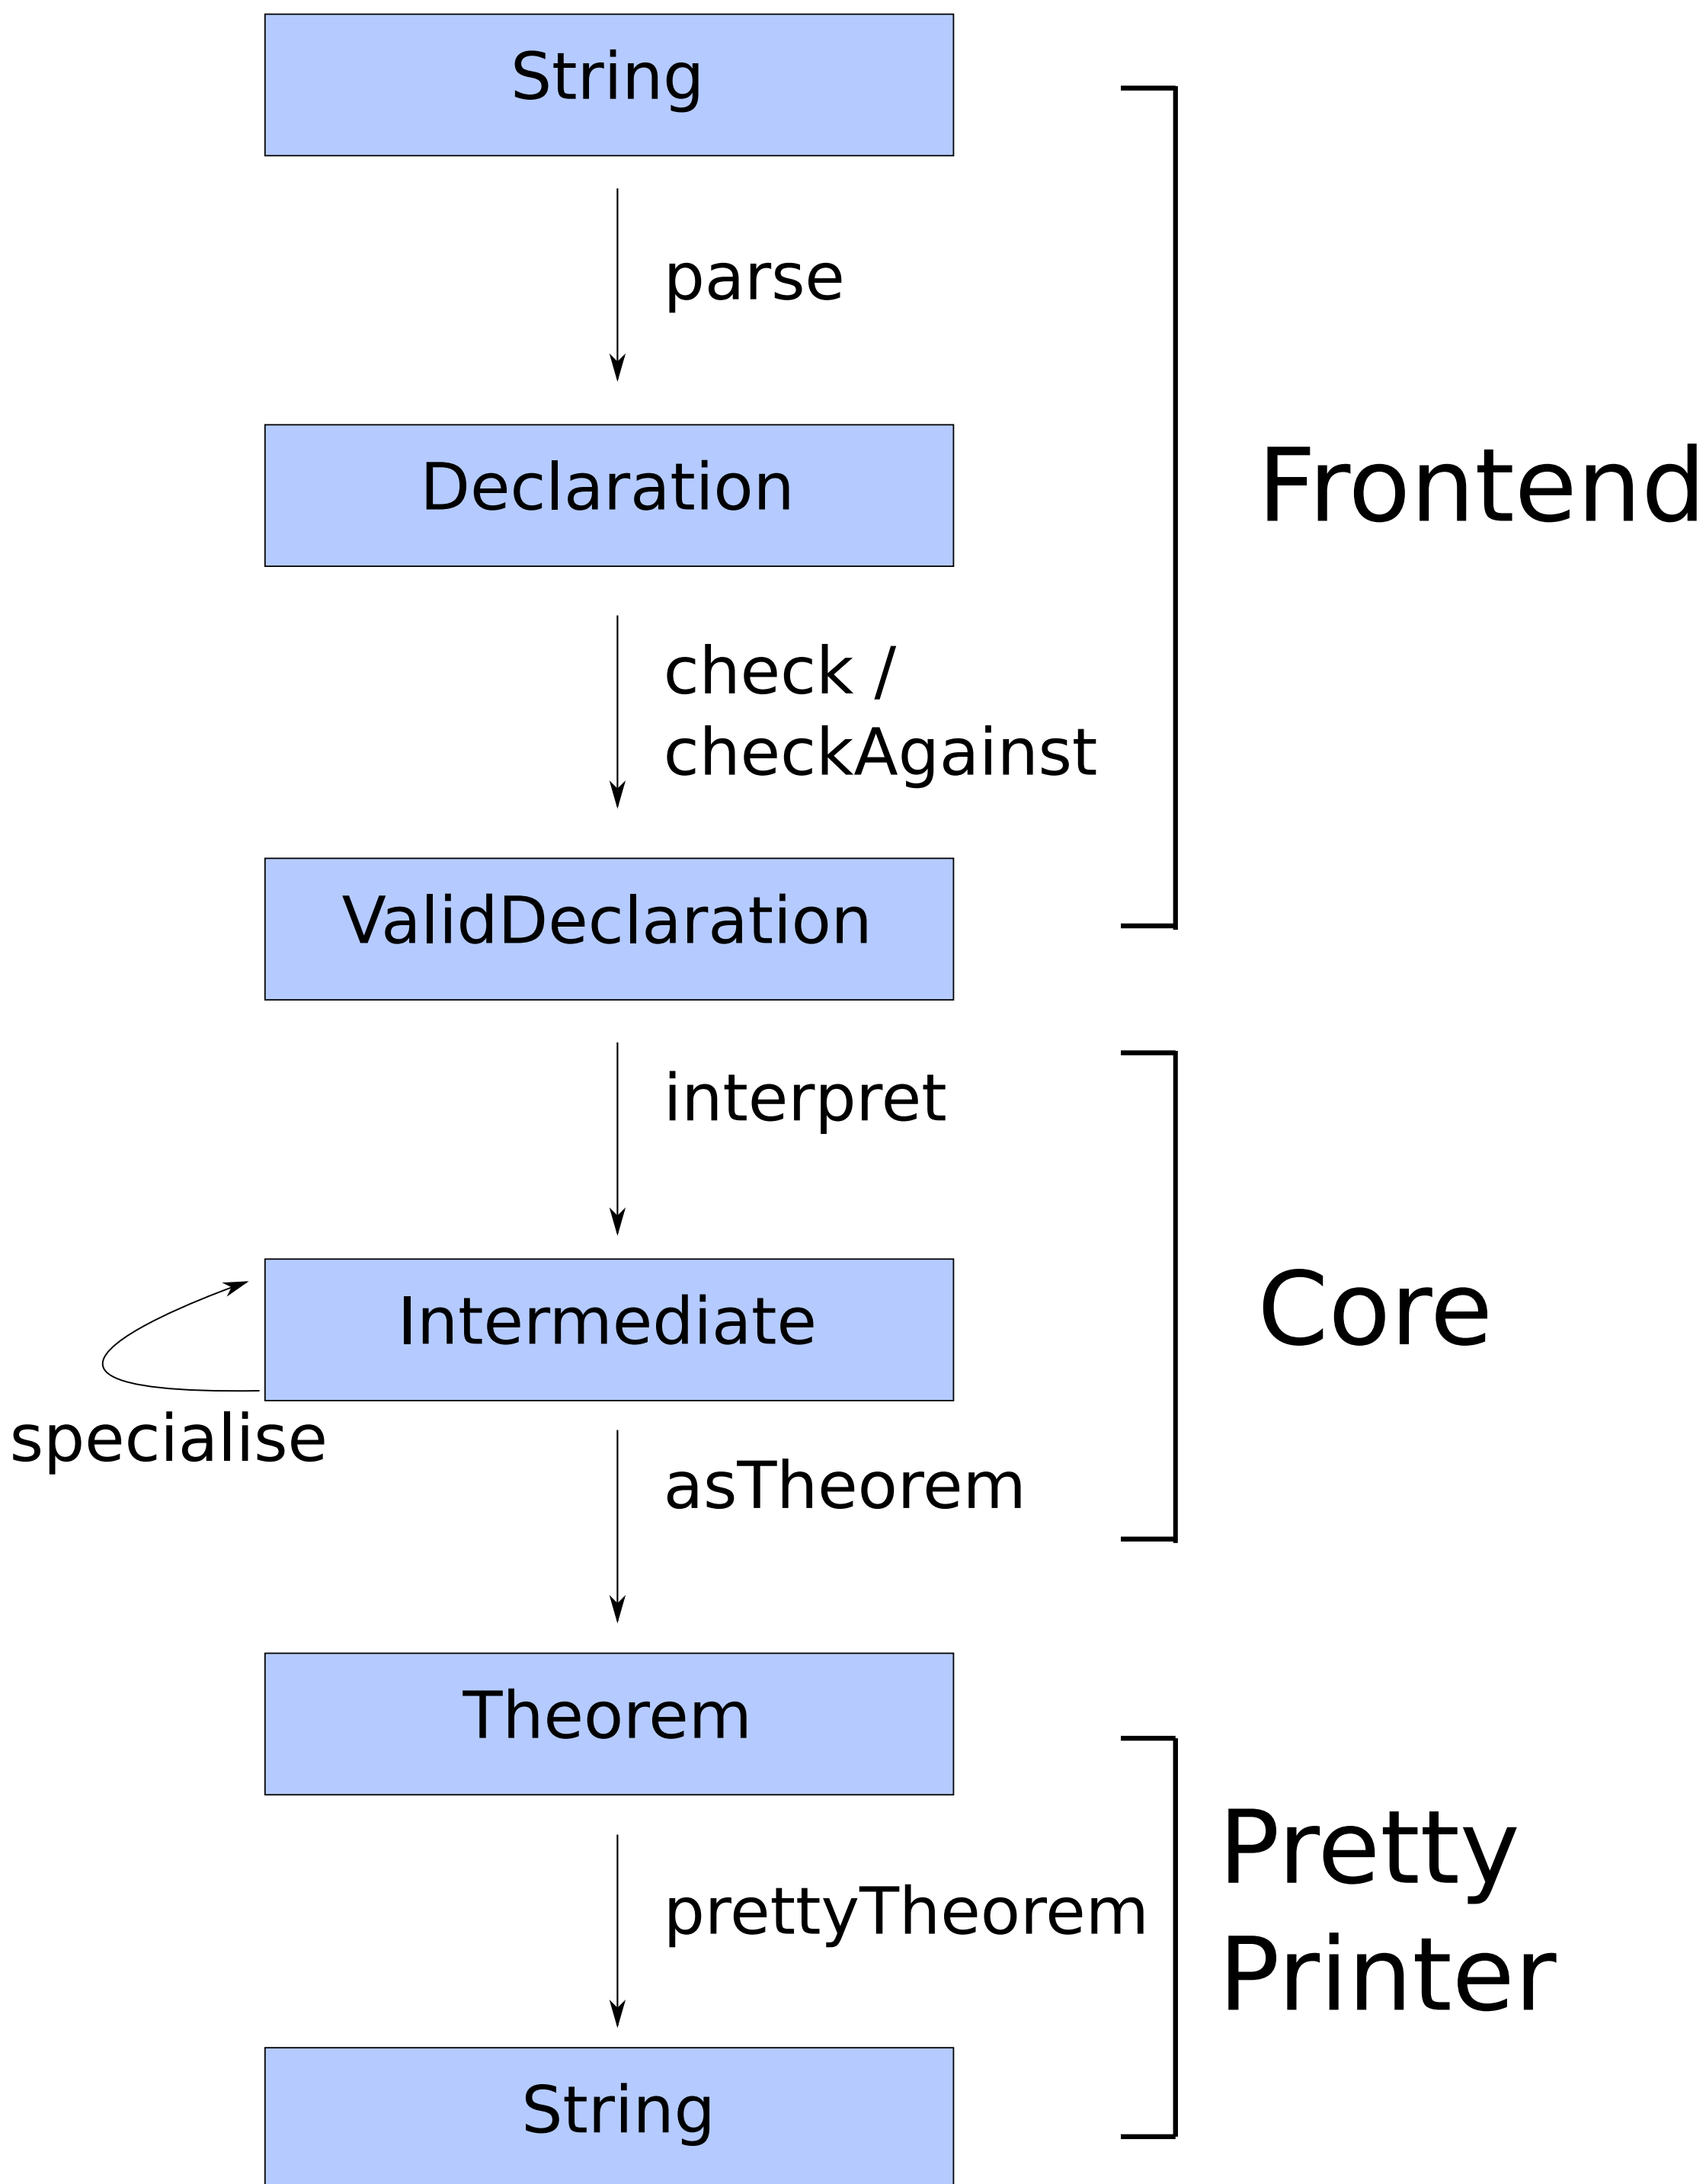 String
parse
Declaration
Frontend
check /
checkAgainst
ValidDeclaration
interpret
Intermediate
Core
specialise
asTheorem
Theorem
Pretty
Printer
prettyTheorem
String